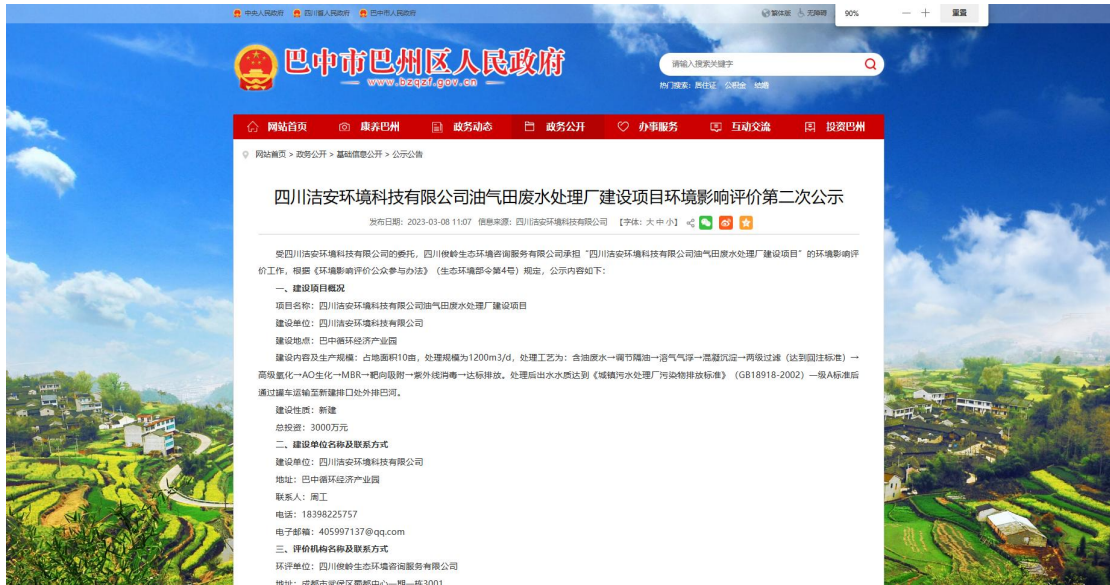 中央人民政府 四川省人民政府 巴中市人民政府 繁体版 无障碍 90% — + 重置
巴中市巴州区人民政府
www.bzqzf.gov.cn
请输入搜索关键字
热门搜索: 居住证 公积金 结婚
网站首页 康养巴州 政务动态 政务公开 办事服务 互动交流 投资巴州
网站首页 > 政务公开 > 基础信息公开 > 公示公告
四川洁安环境科技有限公司油气田废水处理厂建设项目环境影响评价第二次公示
发布日期: 2023-03-08 11:07 信息来源: 四川洁安环境科技有限公司 【字体: 大 中 小】
受四川洁安环境科技有限公司的委托, 四川俊岭生态环境咨询服务有限公司承担“四川洁安环境科技有限公司油气田废水处理厂建设项目”的环境影响评
价工作, 根据《环境影响评价公众参与办法》(生态环境部令第4号) 规定, 公示内容如下:
一、建设项目概况
项目名称: 四川洁安环境科技有限公司油气田废水处理厂建设项目
建设单位: 四川洁安环境科技有限公司
建设地点: 巴中循环经济产业园
建设内容及生产规模: 占地面积10亩, 处理规模为1200m3/d, 处理工艺为: 含油废水→调节隔油→溶气气浮→混凝沉淀→两级过滤 (达到回注标准) →
高级氧化→AO生化→MBR→靶向吸附→紫外线消毒→达标排放。处理后出水水质达到《城镇污水处理厂污染物排放标准》(GB18918-2002) 一级A标准后
通过罐车运输至新建排口处外排巴河。
建设性质: 新建
总投资: 3000万元
二、建设单位名称及联系方式
建设单位: 四川洁安环境科技有限公司
地址: 巴中循环经济产业园
联系人: 周工
电话: 18398225757
电子邮箱: 405997137@qq.com
三、评价机构名称及联系方式
环评单位: 四川俊岭生态环境咨询服务有限公司
地址: 成都市武侯区蜀都中心一期一栋3001